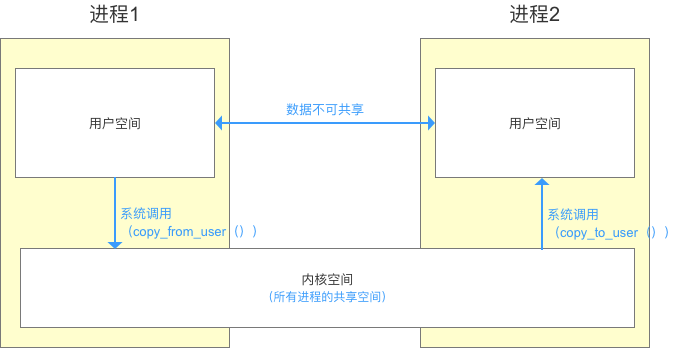 进程1
进程2
数据不可共享
用户空间
用户空间
系统调用
（copy_from_user（））
系统调用
（copy_to_user（））
内核空间
（所有进程的共享空间）